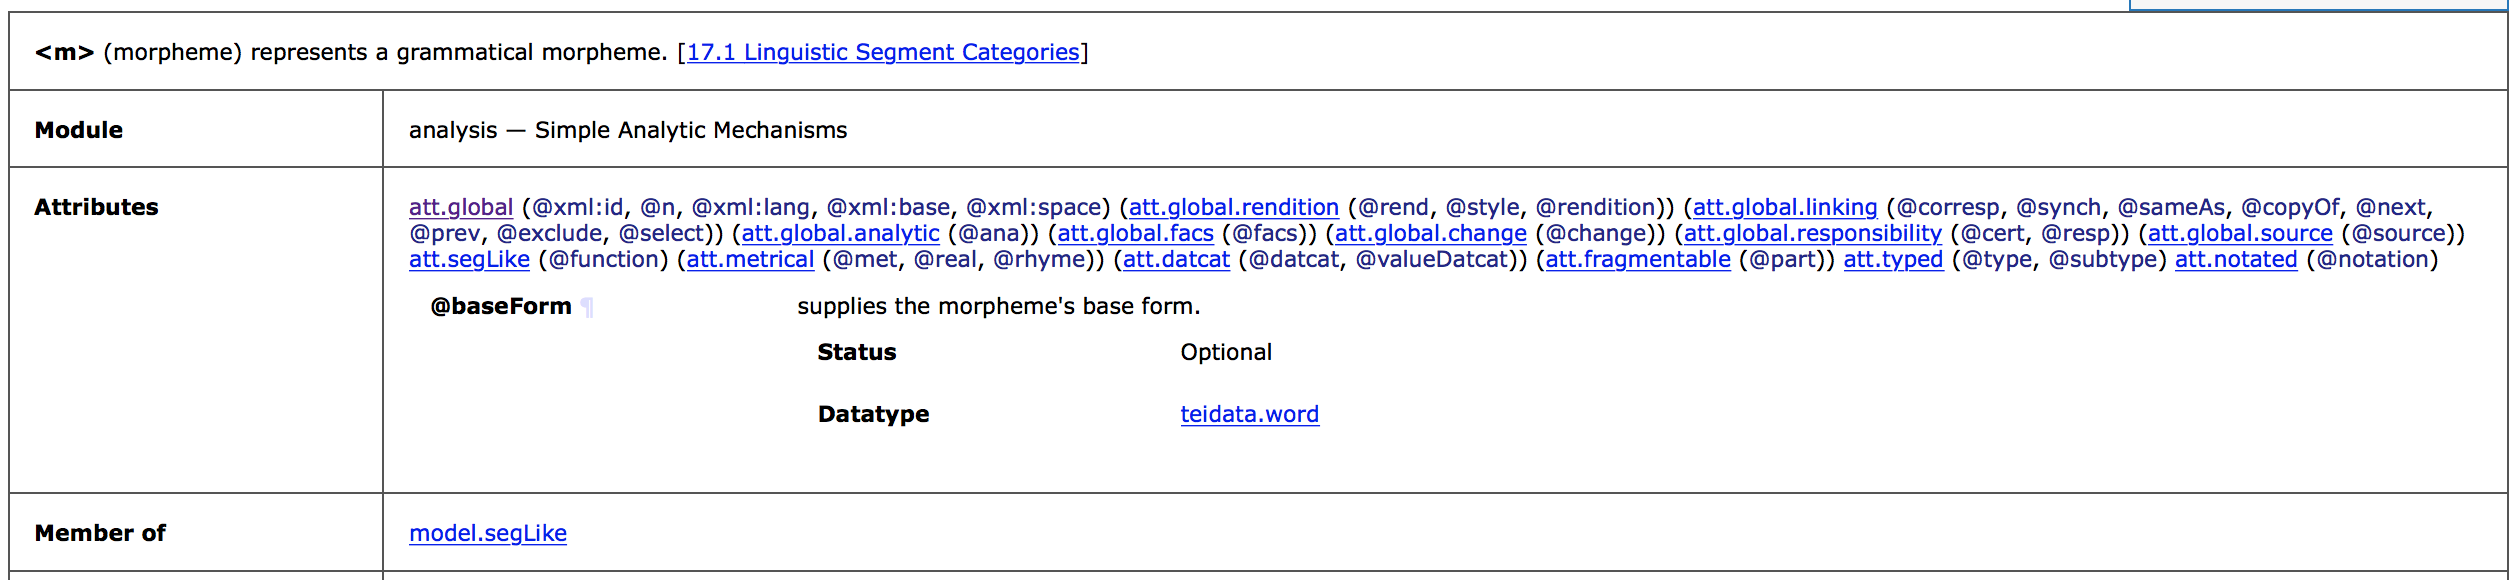 <m> (morpheme) represents a grammatical morpheme. [17.1 Linguistic Segment Categories]
Module
analysis — Simple Analytic Mechanisms
Attributes
att.global (@xml:id, @n, @xml:lang, @xml:base, @xml:space) (att.global.rendition (@rend, @style, @rendition)) (att.global.linking (@corresp, @synch, @sameAs, @copyOf, @next,
@prev, @exclude, @select)) (att.global.analytic (@ana)) (att.global.facs (@facs)) (att.global.change (@change)) (att.global.responsibility (@cert, @resp)) (att.global.source (@source))
att.segLike (@function) (att.metrical (@met, @real, @rhyme)) (att.datcat (@datcat, @valueDatcat)) (att.fragmentable (@part)) att.typed (@type, @subtype) att.notated (@notation)
@baseForm ¶ supplies the morpheme's base form.
Status Optional
Datatype teidata.word
Member of
model.segLike